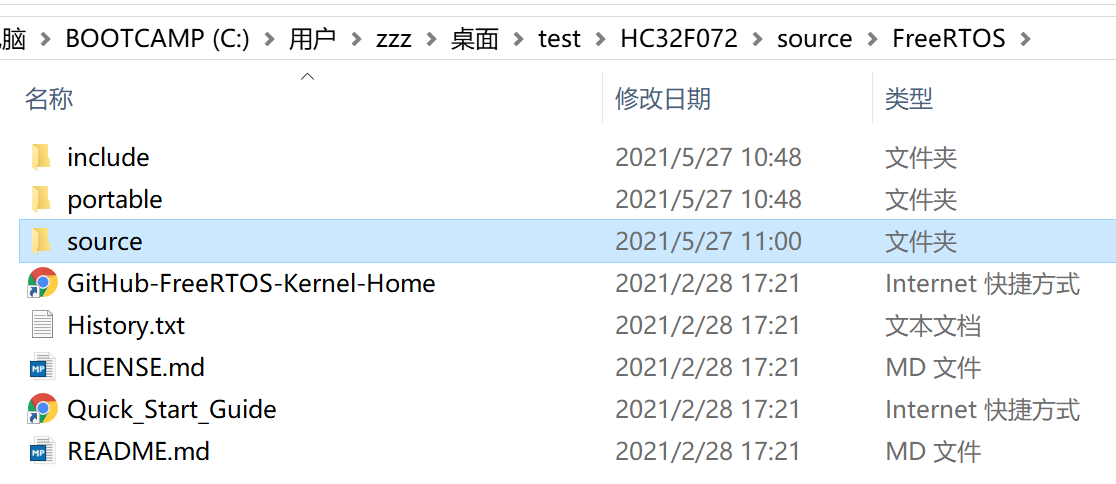 脑 > BOOTCAMP (C:) > 用户 > zzz > 桌面 > test > HC32F072 > source > FreeRTOS >
名称 修改日期 类型
include 2021/5/27 10:48 文件夹
portable 2021/5/27 10:48 文件夹
source 2021/5/27 11:00 文件夹
GitHub-FreeRTOS-Kernel-Home 2021/2/28 17:21 Internet 快捷方式
History.txt 2021/2/28 17:21 文本文档
LICENSE.md 2021/2/28 17:21 MD 文件
Quick_Start_Guide 2021/2/28 17:21 Internet 快捷方式
README.md 2021/2/28 17:21 MD 文件